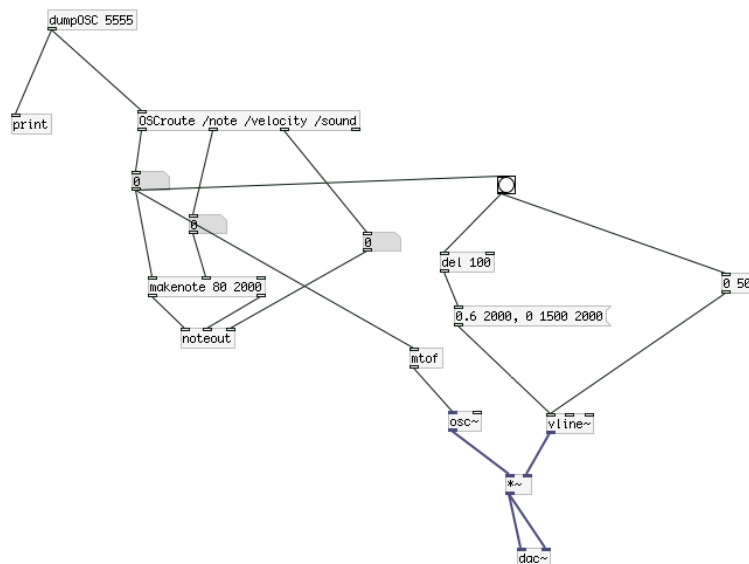 dumpOSC 5555
print
OSCroute /note /velocity /sound
0
0
0
del 100
0 50
makenote 80 2000
0.6 2000, 0 1500 2000
noteout
mtof
osc~
vline~
*~
dac~